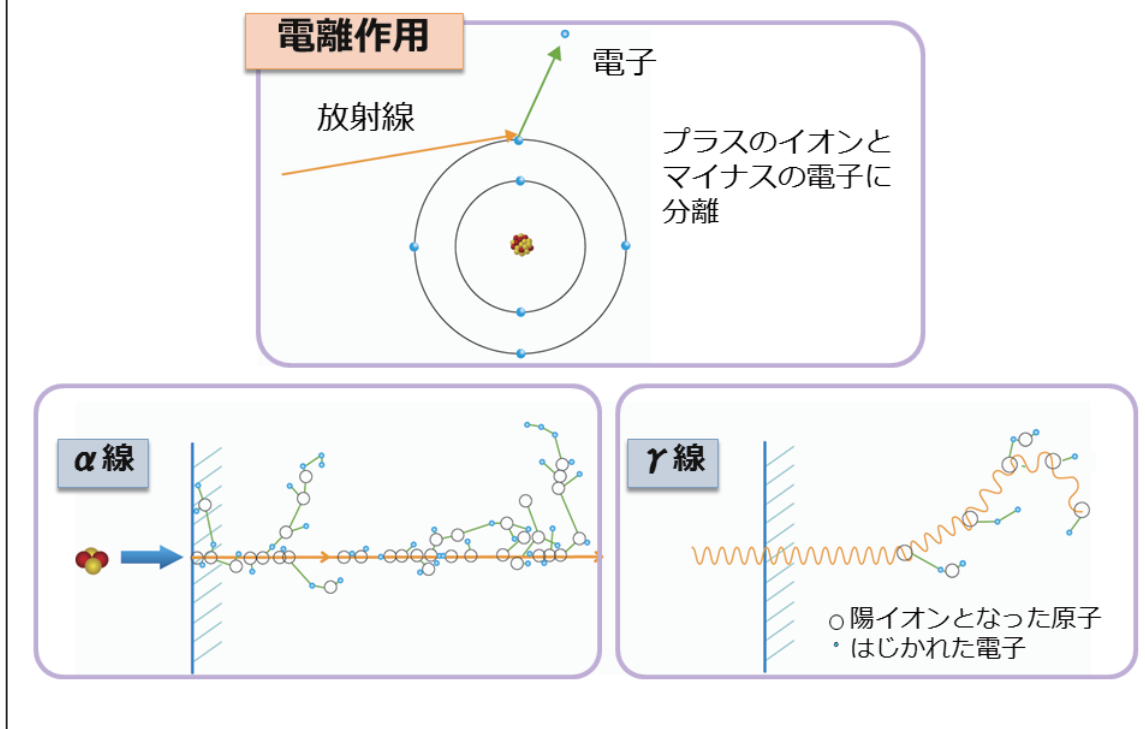 電離作用
電子
放射線
プラスのイオンと
マイナスの電子に
分離
α線
γ線
○陽イオンとなった原子
はじかれた電子